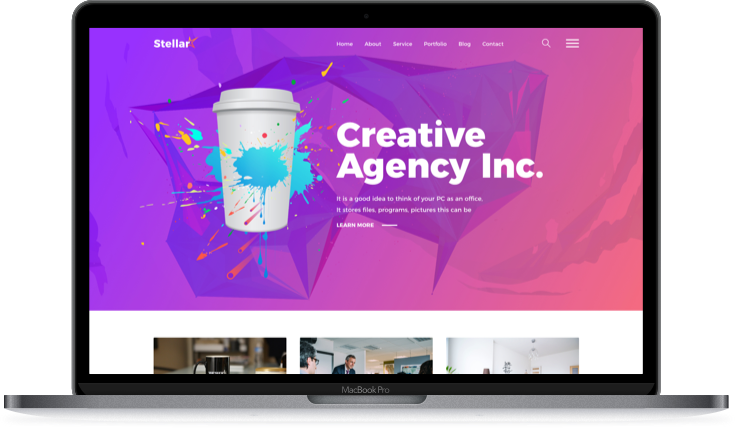 Stellar
Home About Service Portfolio Blog Contact
Creative
Agency Inc.
It is a good idea to think of your PC as an office.
It stores files, programs, pictures this can be
LEARN MORE
MacBook Pro